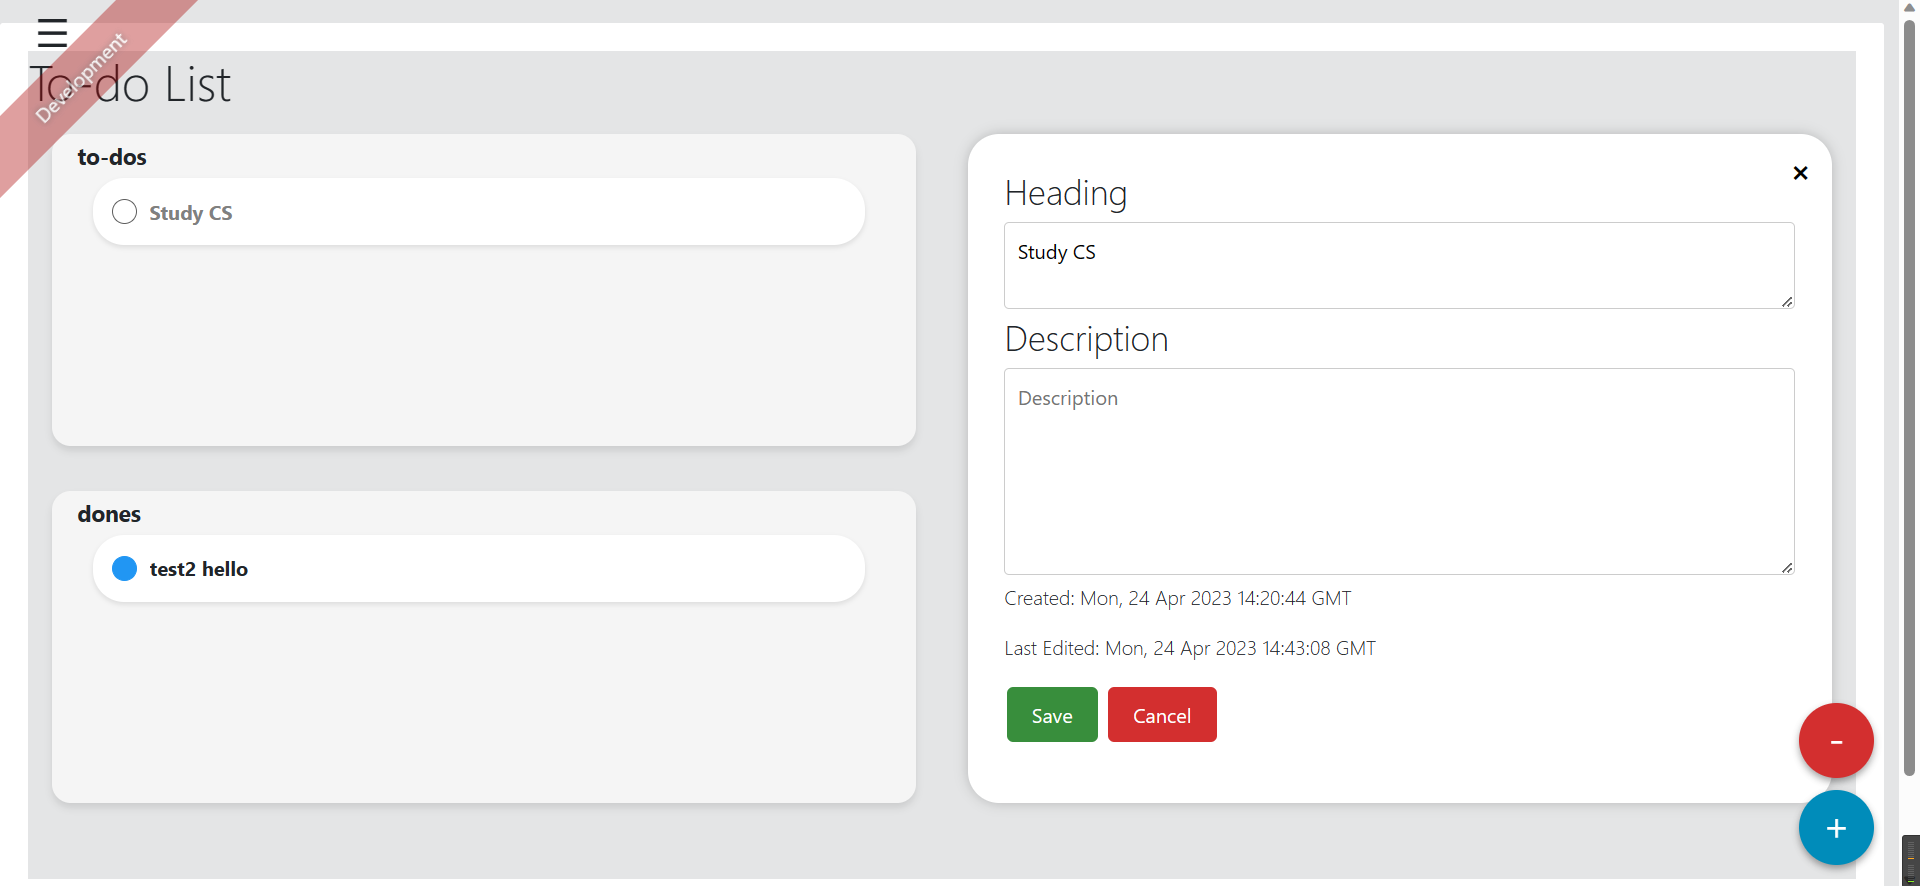 Development
To-do List
to-dos
Study CS
dones
test2 hello
×
Heading
Study CS
Description
Description
Created: Mon, 24 Apr 2023 14:20:44 GMT
Last Edited: Mon, 24 Apr 2023 14:43:08 GMT
Save
Cancel
-
+